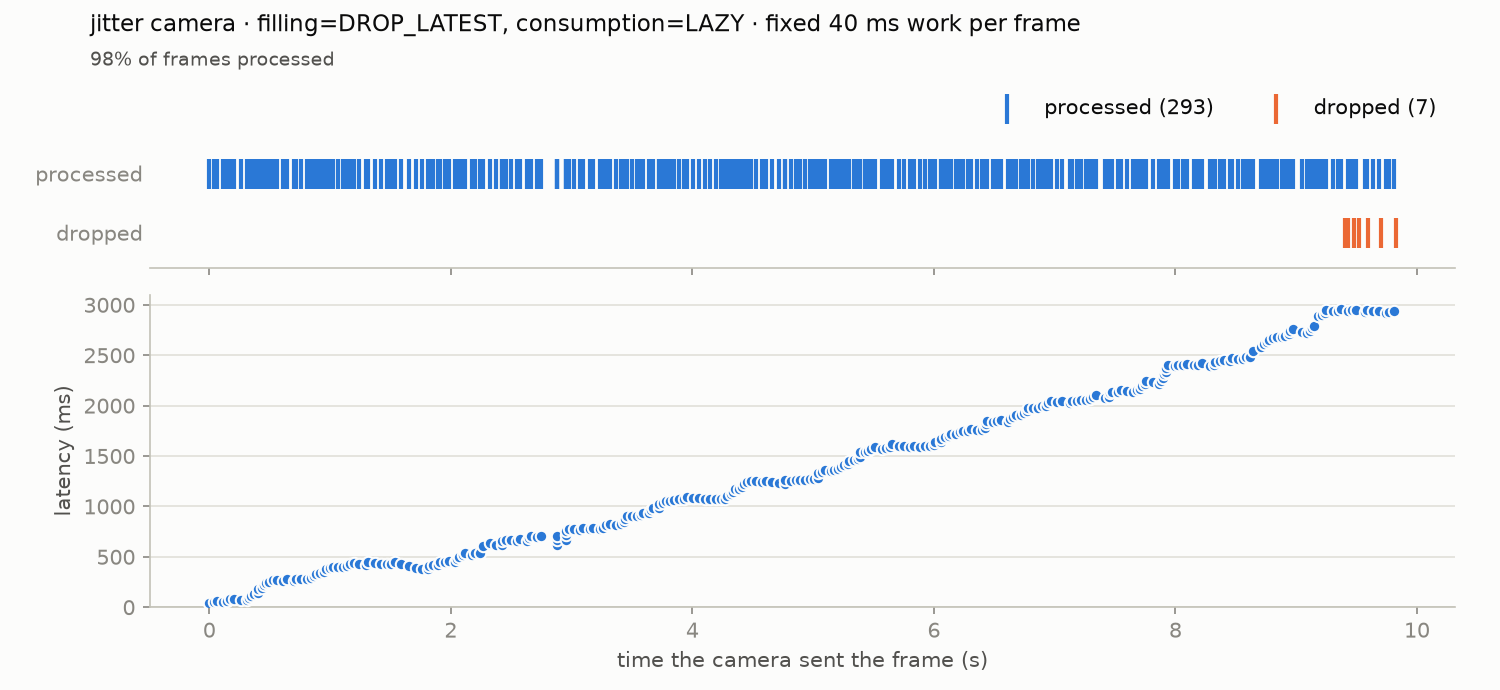 jitter camera · filling=DROP_LATEST, consumption=LAZY · fixed 40 ms work per frame
98% of frames processed
processed (293)
dropped (7)
processed
dropped
3000
2500
2000
1500
1000
500
0
latency (ms)
0 2 4 6 8 10
time the camera sent the frame (s)